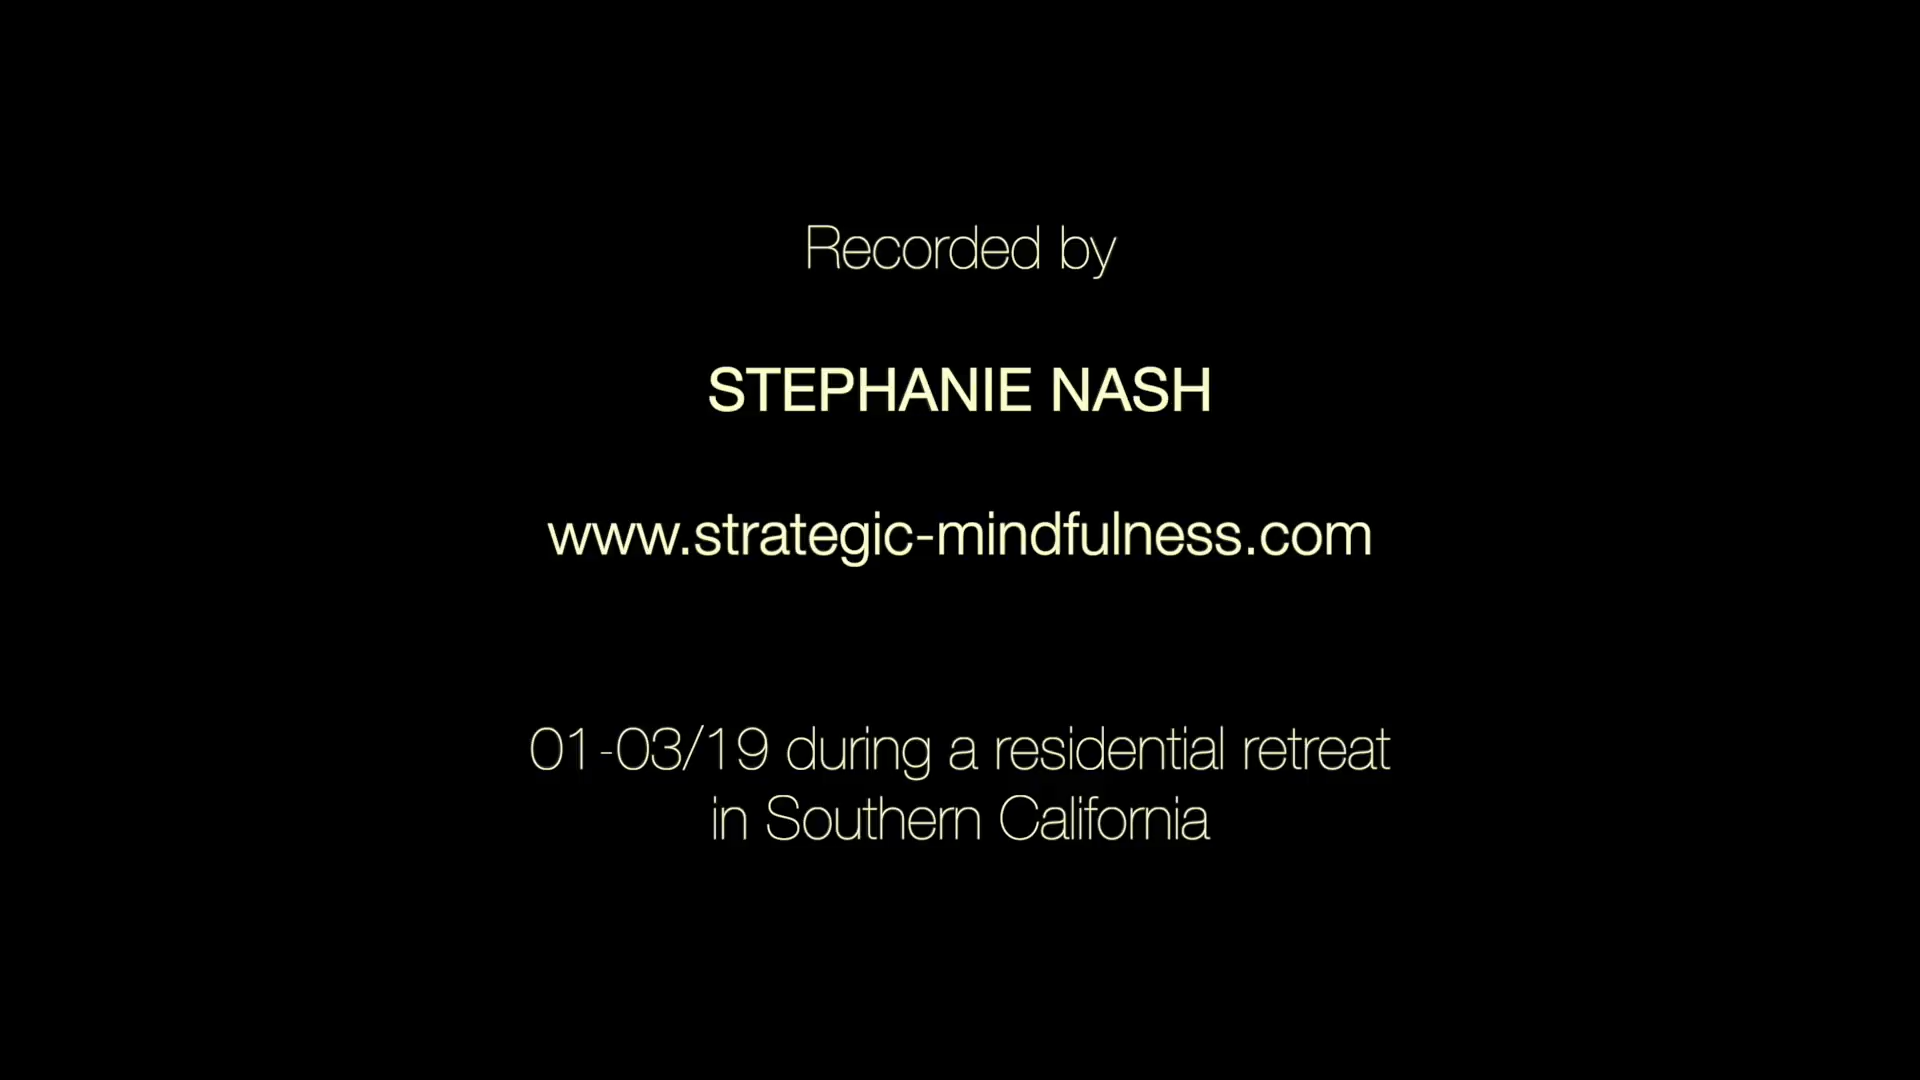 Recorded by
STEPHANIE NASH
www.strategic-mindfulness.com
01-03/19 during a residential retreat
in Southern California